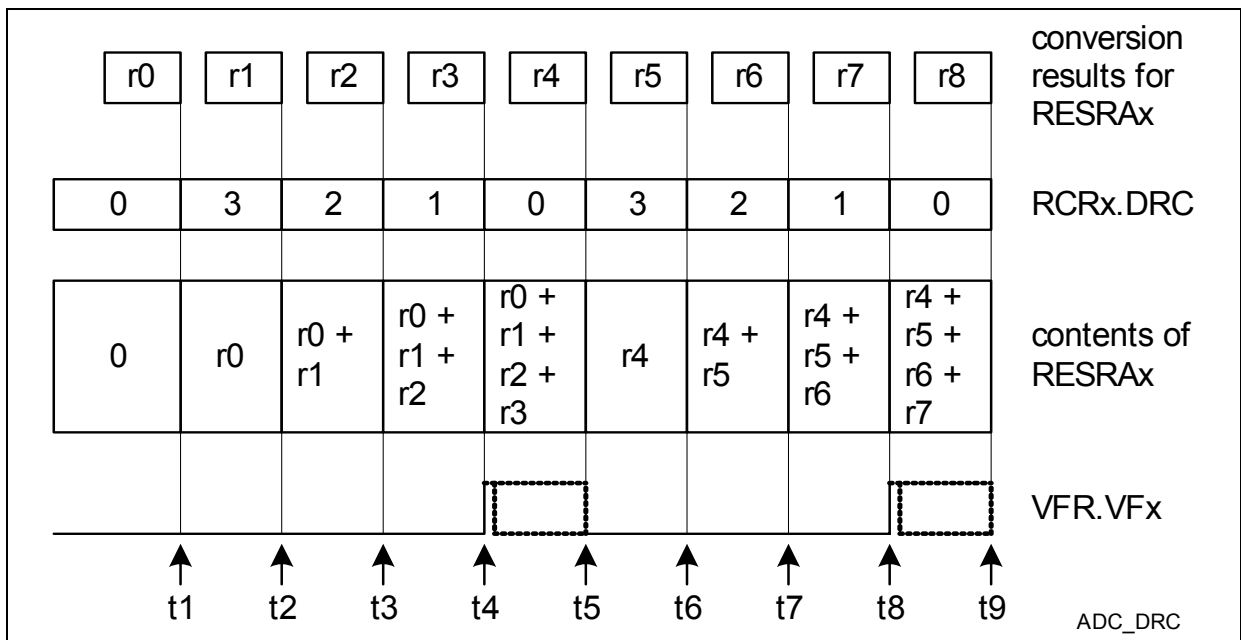 conversion
results for
RESRAx
r0 r1 r2 r3 r4 r5 r6 r7 r8
0 3 2 1 0 3 2 1 0 RCRx.DRC
0
r0
r0 +
r1
r0 +
r1 +
r2
r0 +
r1 +
r2 +
r3
r4
r4 +
r5
r4 +
r5 +
r6
r4 +
r5 +
r6 +
r7
contents of
RESRAx
VFR.VFx
t1 t2 t3 t4 t5 t6 t7 t8 t9
ADC_DRC